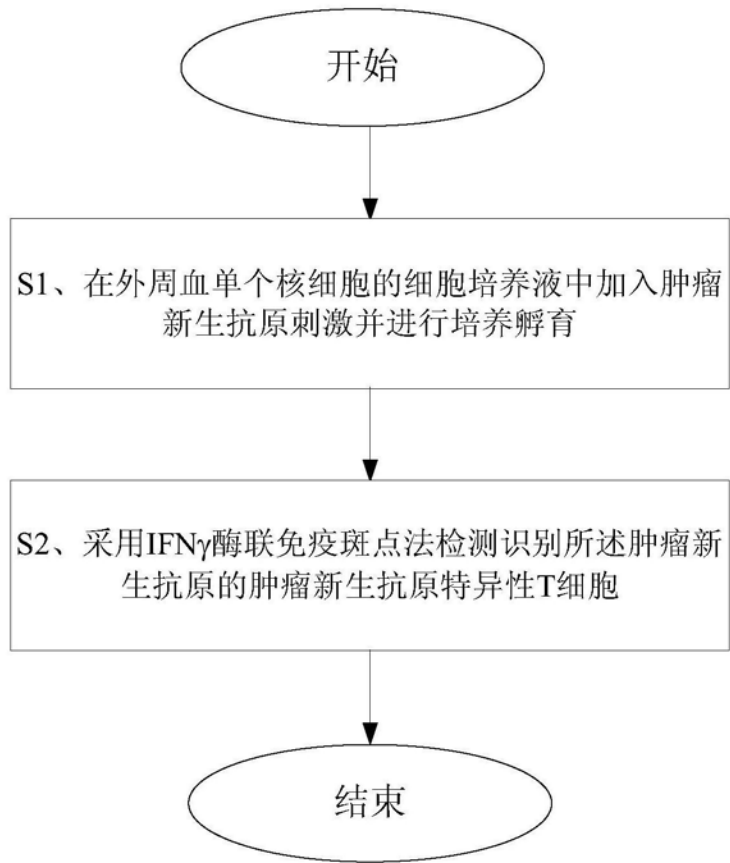 开始
S1、在外周血单个核细胞的细胞培养液中加入肿瘤
新生抗原刺激并进行培养孵育
S2、采用IFNγ酶联免疫斑点法检测识别所述肿瘤新
生抗原的肿瘤新生抗原特异性T细胞
结束